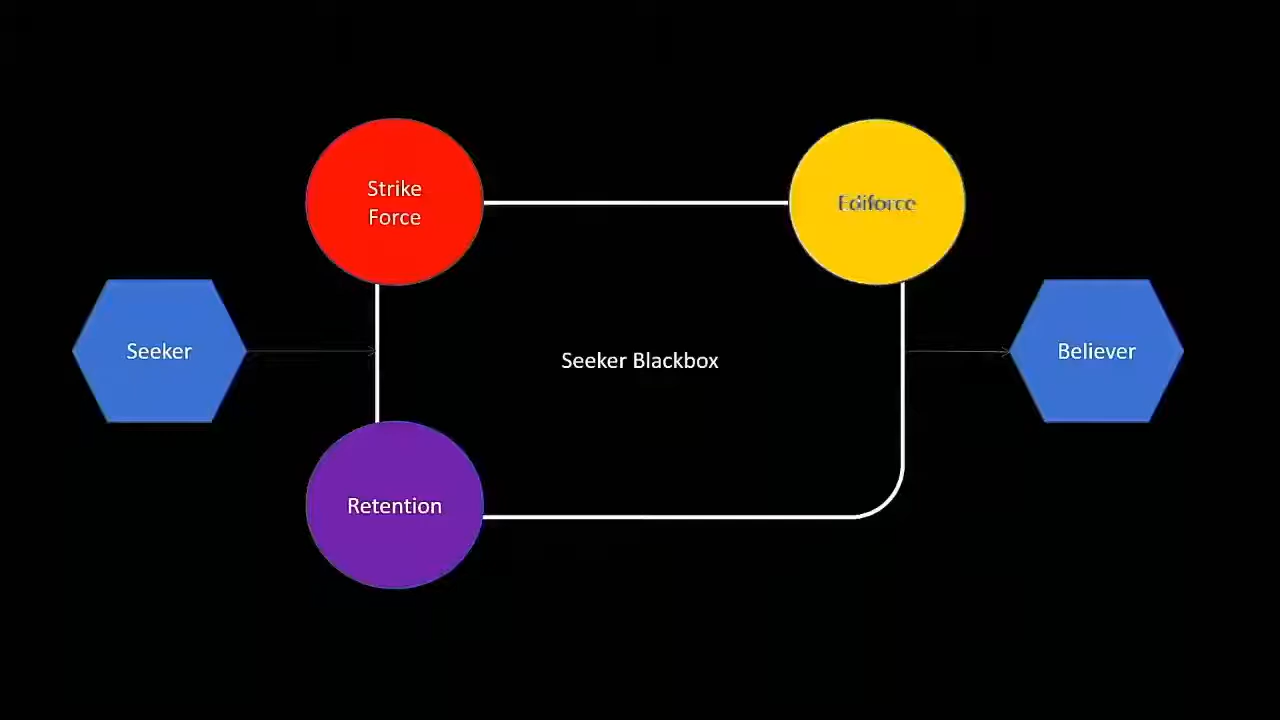 Strike
Force
Ediforce
Seeker
Seeker Blackbox
Believer
Retention